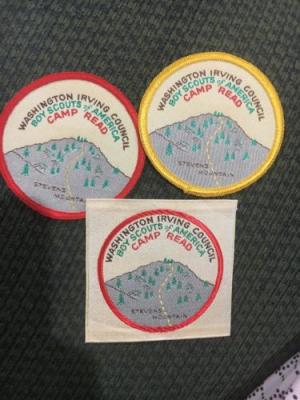 WASHINGTON IRVING COUNCIL
BOY SCOUTS of AMERICA
CAMP READ
STEVENS
MOUNTAIN
WASHINGTON IRVING COUNCIL
BOY SCOUTS of AMERICA
CAMP READ
STEVENS
MOUNTAIN
WASHINGTON IRVING COUNCIL
BOY SCOUTS of AMERICA
CAMP READ
STEVENS
MOUNTAIN